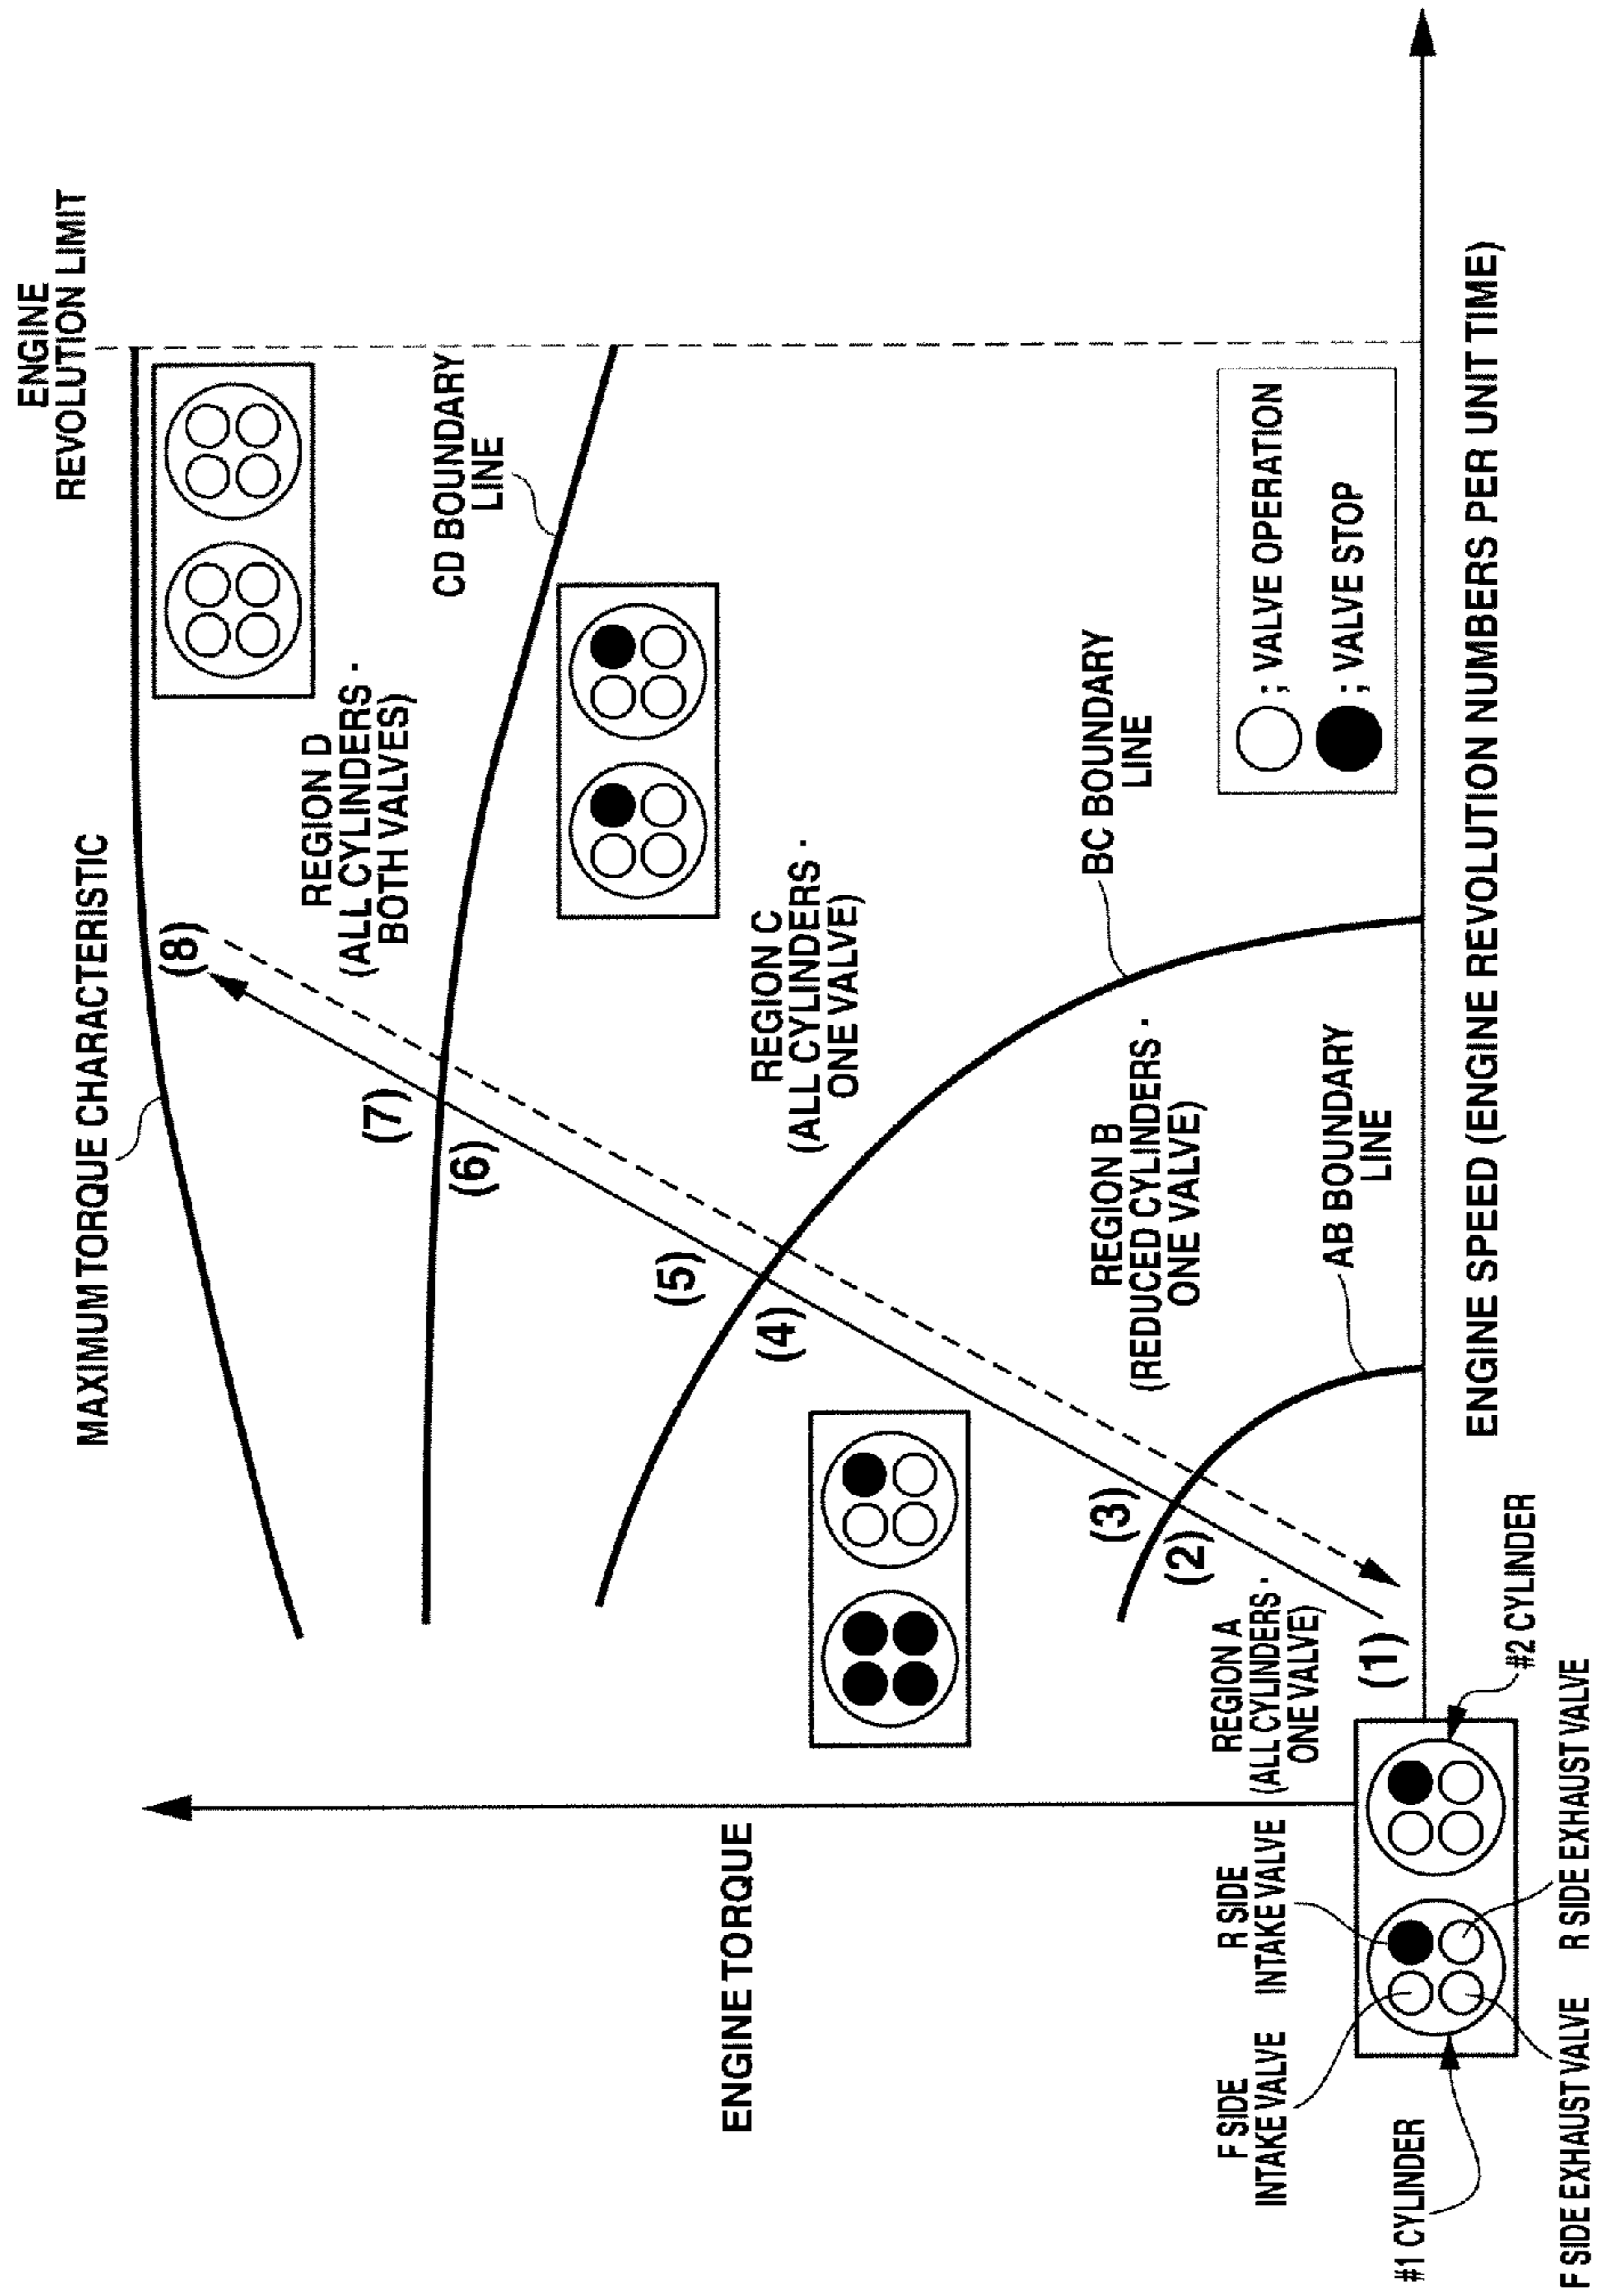 ENGINE
REVOLUTION LIMIT
MAXIMUM TORQUE CHARACTERISTIC
(8)
REGION D
(ALL CYLINDERS ·
BOTH VALVES)
CD BOUNDARY
LINE
(7)
(6)
REGION C
(ALL CYLINDERS ·
ONE VALVE)
(5)
(4)
BC BOUNDARY
LINE
REGION B
(REDUCED CYLINDERS ·
ONE VALVE)
(3)
(2)
AB BOUNDARY
LINE
REGION A
(ALL CYLINDERS ·
ONE VALVE)
(1)
; VALVE OPERATION
; VALVE STOP
ENGINE TORQUE
ENGINE SPEED (ENGINE REVOLUTION NUMBERS PER UNIT TIME)
F SIDE
INTAKE VALVE
R SIDE
INTAKE VALVE
#1 CYLINDER
#2 CYLINDER
F SIDE EXHAUST VALVE
R SIDE EXHAUST VALVE